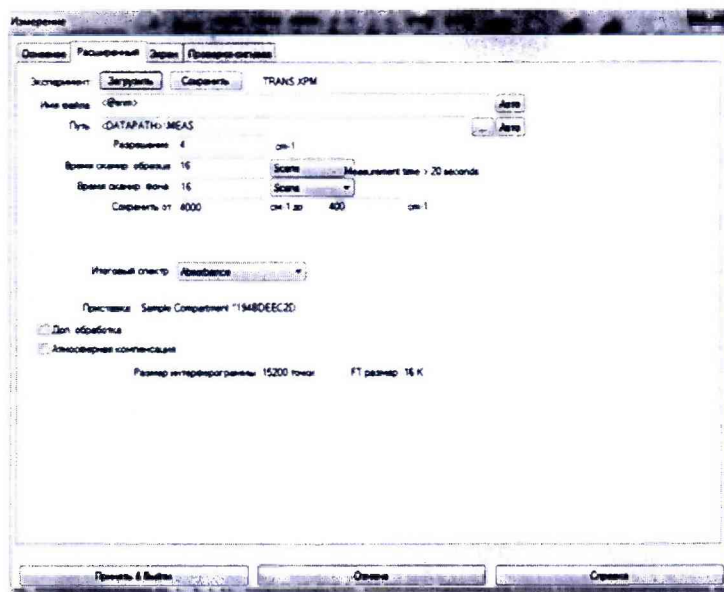 Измерение
Основное Расширенный Экран Проверка сигнала
Эксперимент Загрузить Сохранить TRANS.XPM
Имя файла <@snm> Авто
Путь <DATAPATH>\MEAS ... Авто
Разрешение 4 cm-1
Время сканир. образца 16 Scans Measurement time > 20 seconds
Время сканир. фона 16 Scans
Сохранить от 4000 см-1 до 400 cm-1
Итоговый спектр Absorbance
Приставка Sample Compartment "1948DEEC2D
Доп. обработка
Атмосферная компенсация
Размер интерферограммы 15200 точки FT размер 16 K
Принять & Выйти Отмена Справка